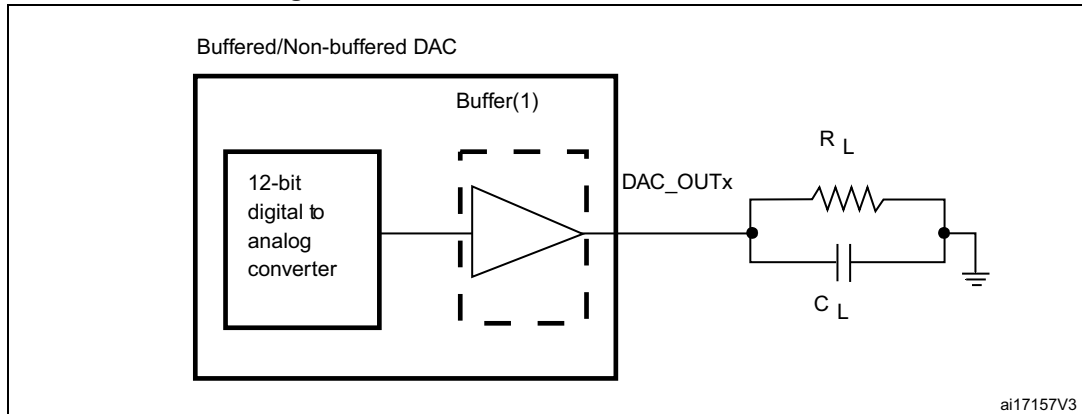 Buffered/Non-buffered DAC
Buffer(1)
12-bit
digital to
analog
converter
DAC_OUTx
R L
C L
ai17157V3